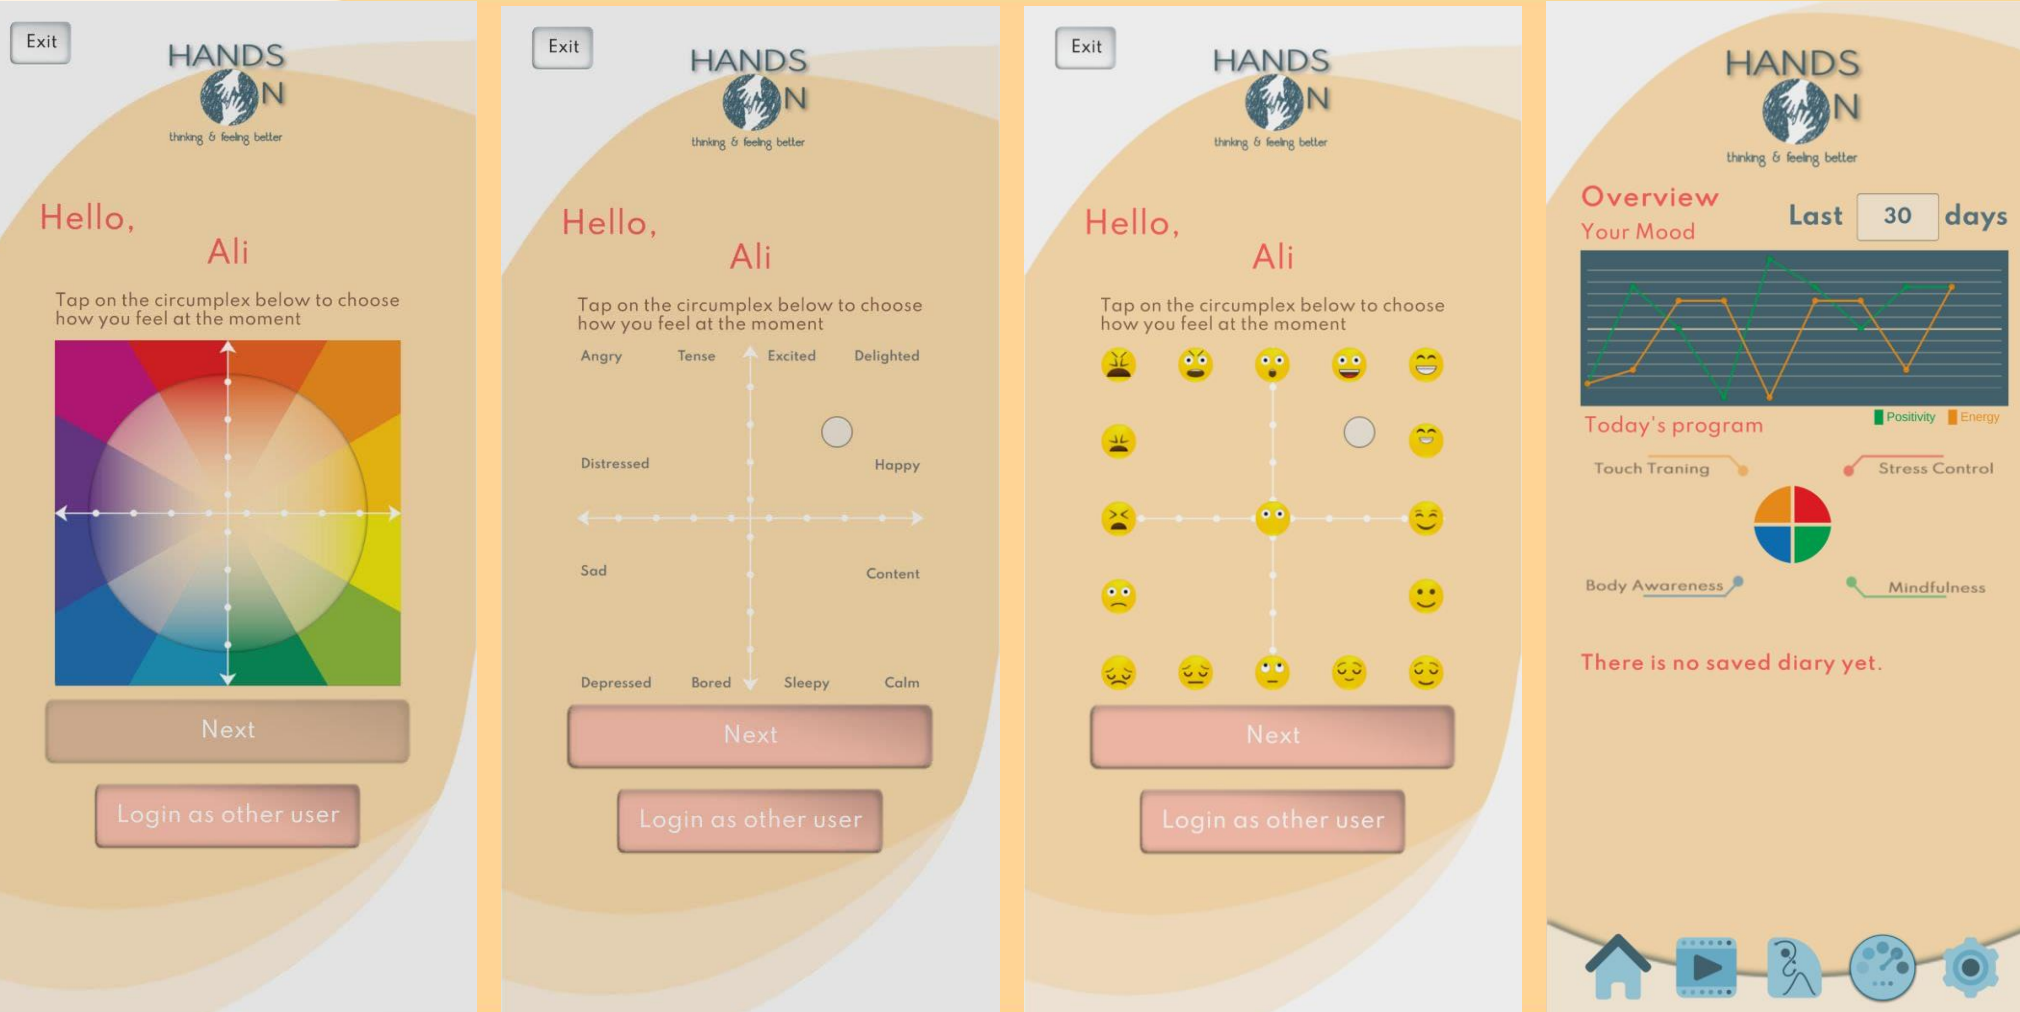 Exit
HANDS
ON
thinking & feeling better
Hello,
Ali
Tap on the circumplex below to choose
how you feel at the moment
Next
Login as other user
Exit
HANDS
ON
thinking & feeling better
Hello,
Ali
Tap on the circumplex below to choose
how you feel at the moment
Angry Tense Excited Delighted
Distressed Happy
Sad Content
Depressed Bored Sleepy Calm
Next
Login as other user
Exit
HANDS
ON
thinking & feeling better
Hello,
Ali
Tap on the circumplex below to choose
how you feel at the moment
Next
Login as other user
HANDS
ON
thinking & feeling better
Overview
Your Mood
Last 30 days
Positivity Energy
Today's program
Touch Traning Stress Control
Body Awareness Mindfulness
There is no saved diary yet.